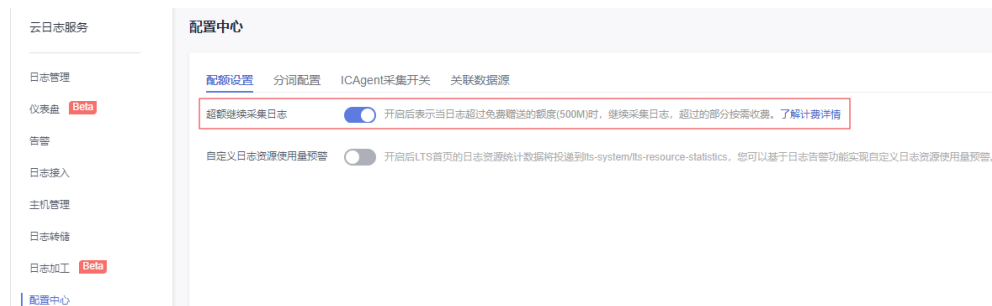 云日志服务
日志管理
仪表盘 Beta
告警
日志接入
主机管理
日志转储
日志加工 Beta
配置中心
配置中心
配额设置 分词配置 ICAgent采集开关 关联数据源
超额继续采集日志 开启后表示当日志超过免费赠送的额度(500M)时，继续采集日志，超过的部分按需收费。了解计费详情
自定义日志资源使用量预警 开启后LTS首页的日志资源统计数据将投递到lts-system/lts-resource-statistics，您可以基于日志告警功能实现自定义日志资源使用量预警。